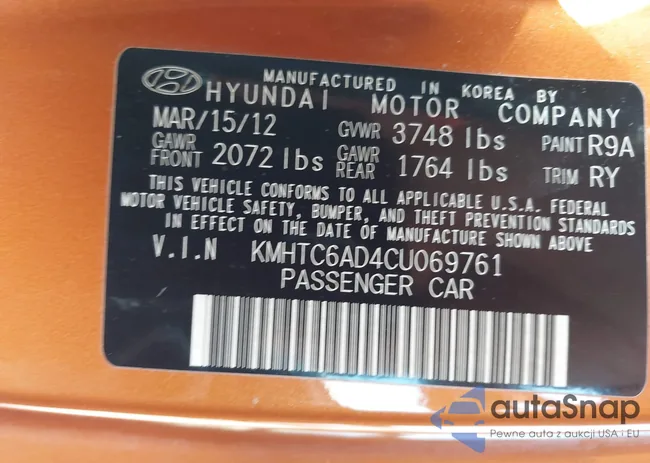 MANUFACTURED IN KOREA BY
HYUNDAI MOTOR COMPANY
MAR/15/12 GVWR 3748 lbs PAINT R9A
GAWR FRONT 2072 lbs GAWR REAR 1764 lbs TRIM RY
THIS VEHICLE CONFORMS TO ALL APPLICABLE U.S.A. FEDERAL
MOTOR VEHICLE SAFETY, BUMPER, AND THEFT PREVENTION STANDARDS
IN EFFECT ON THE DATE OF MANUFACTURE SHOWN ABOVE
V.I.N KMHTC6AD4CU069761
PASSENGER CAR
autaSnap
Pewne auta z aukcji USA i EU